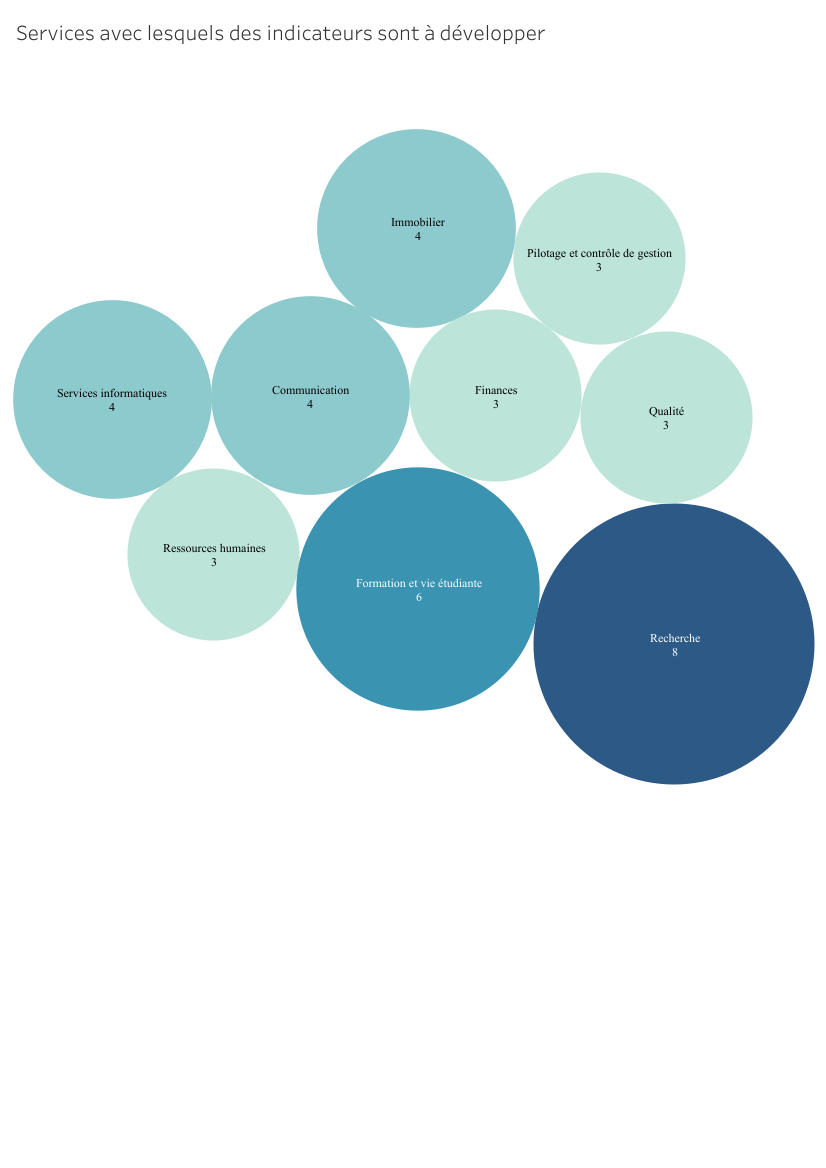 Services avec lesquels des indicateurs sont à développer
Immobilier
4
Pilotage et contrôle de gestion
3
Services informatiques
4
Communication
4
Finances
3
Qualité
3
Ressources humaines
3
Formation et vie étudiante
6
Recherche
8